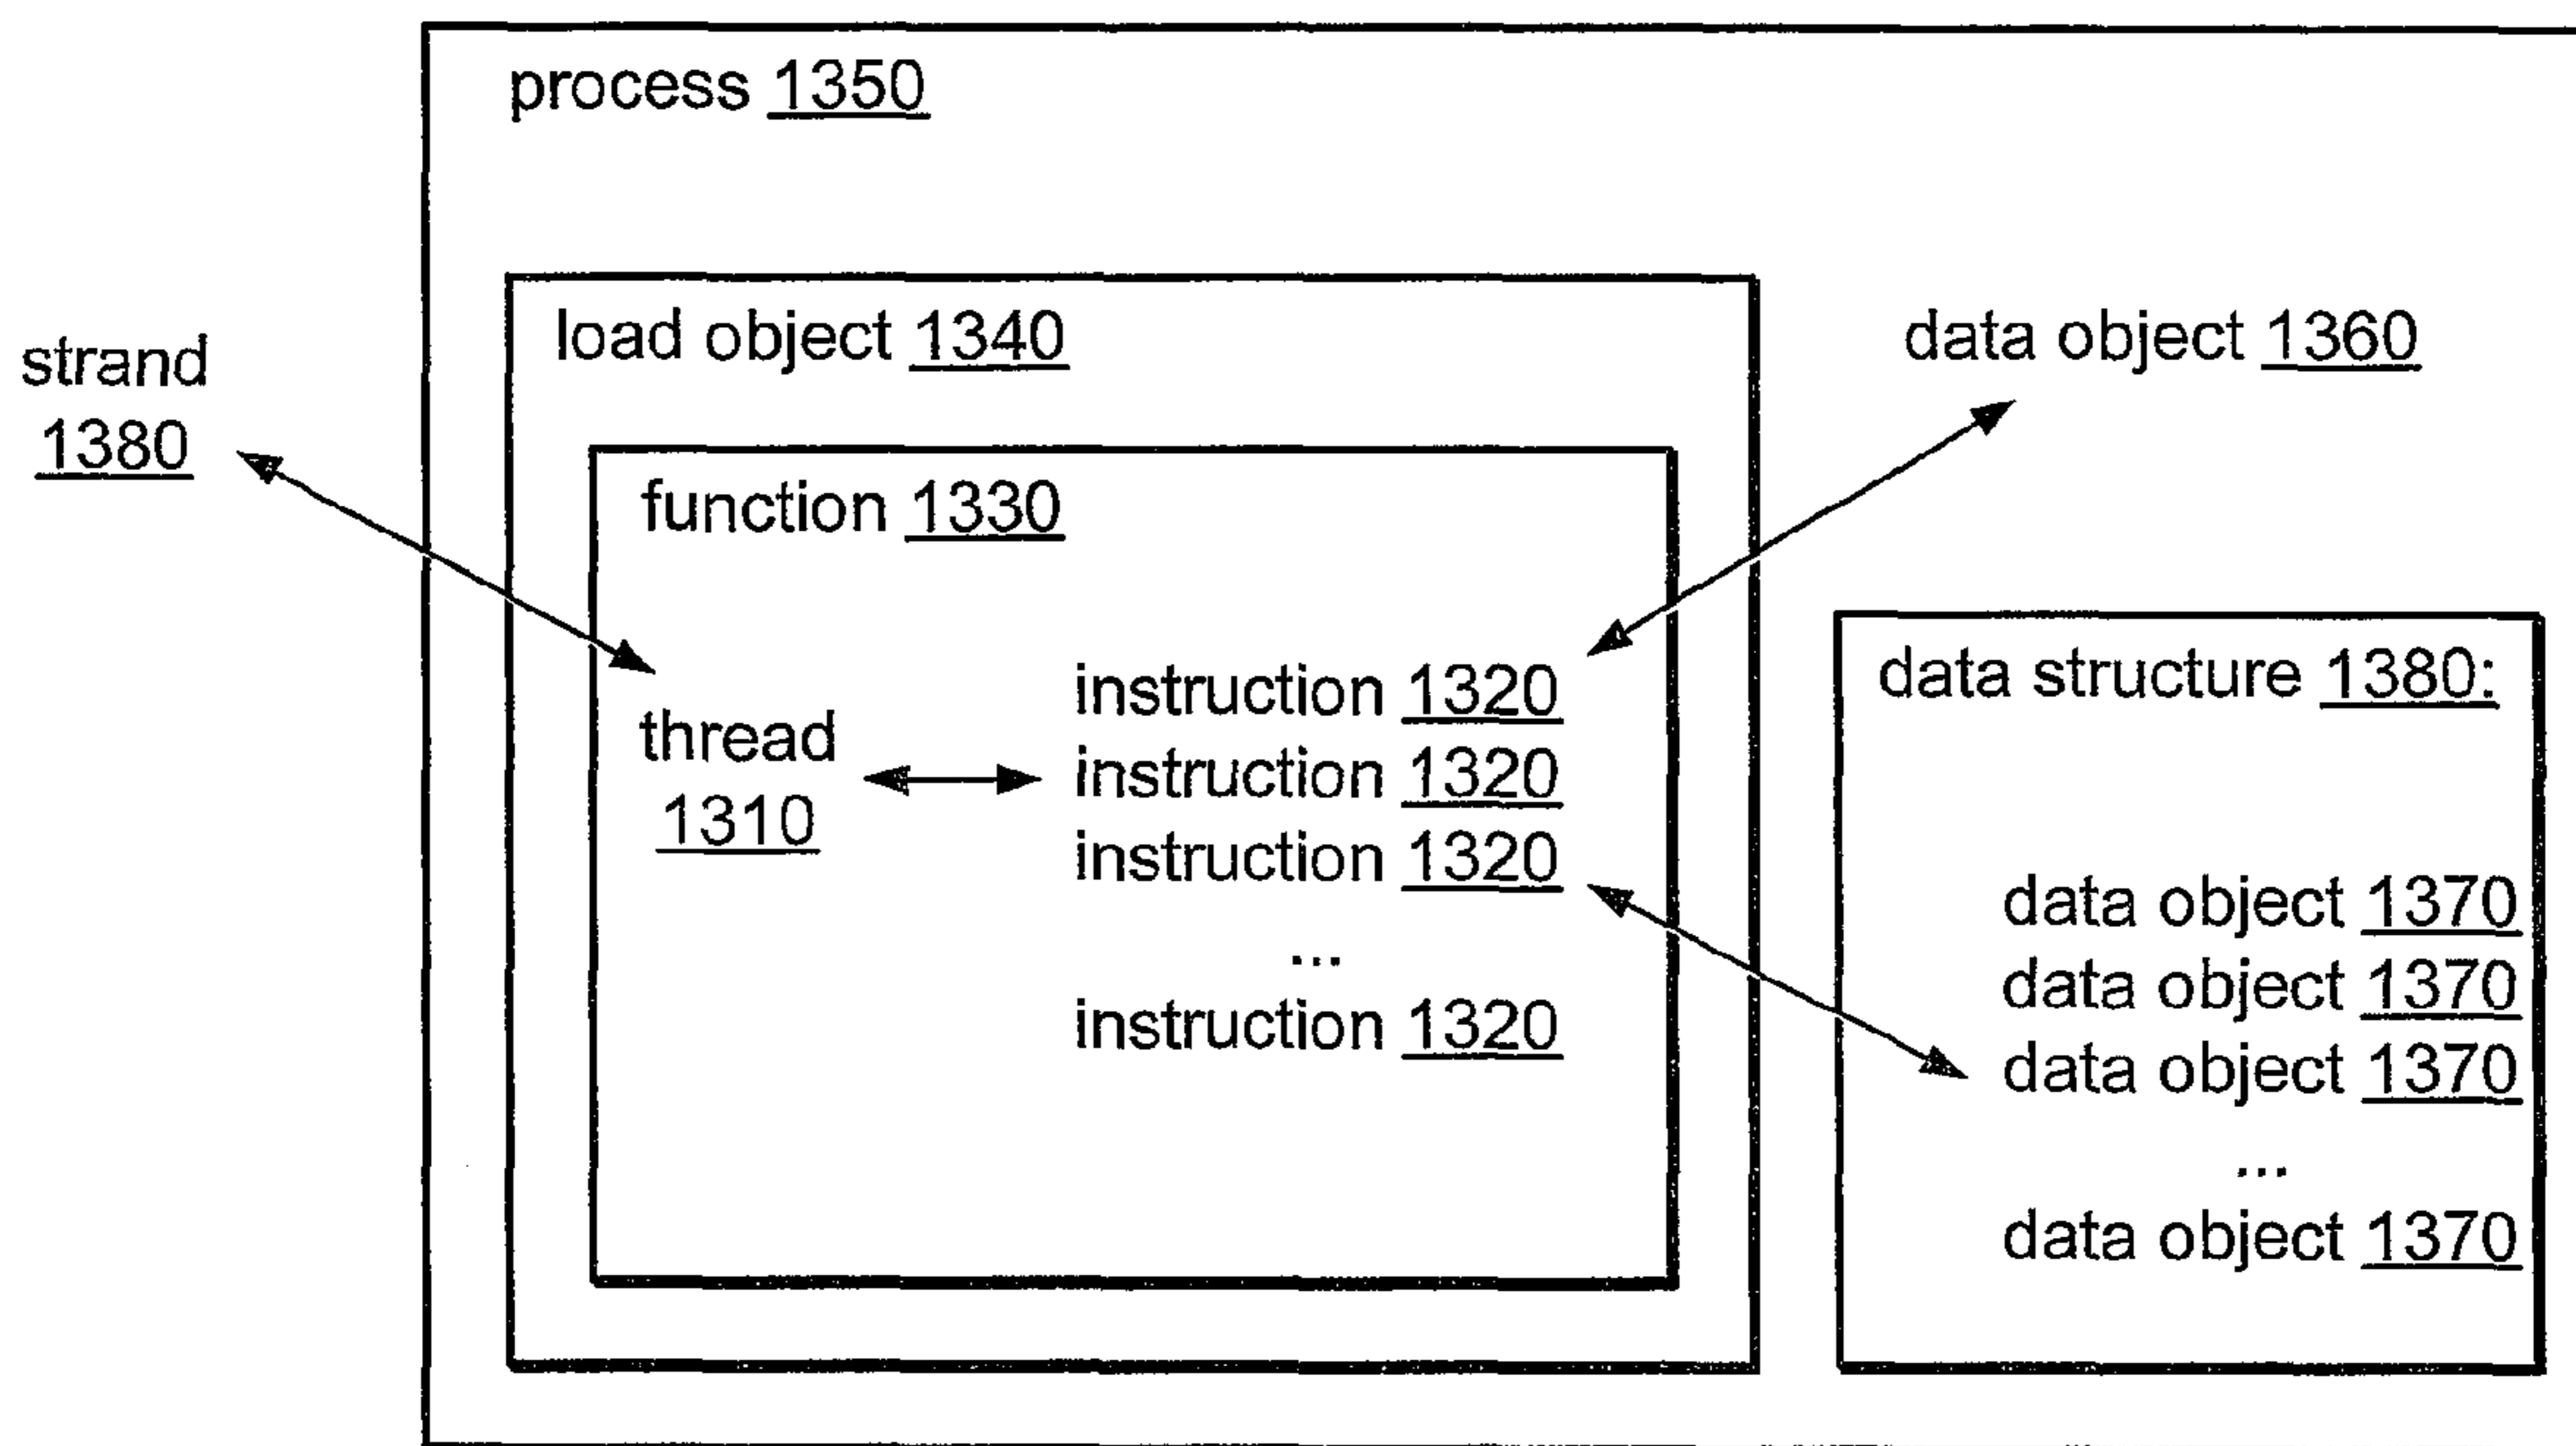 process 1350
load object 1340
strand
1380
data object 1360
function 1330
thread
1310
instruction 1320
instruction 1320
instruction 1320
...
instruction 1320
data structure 1380:
data object 1370
data object 1370
data object 1370
...
data object 1370